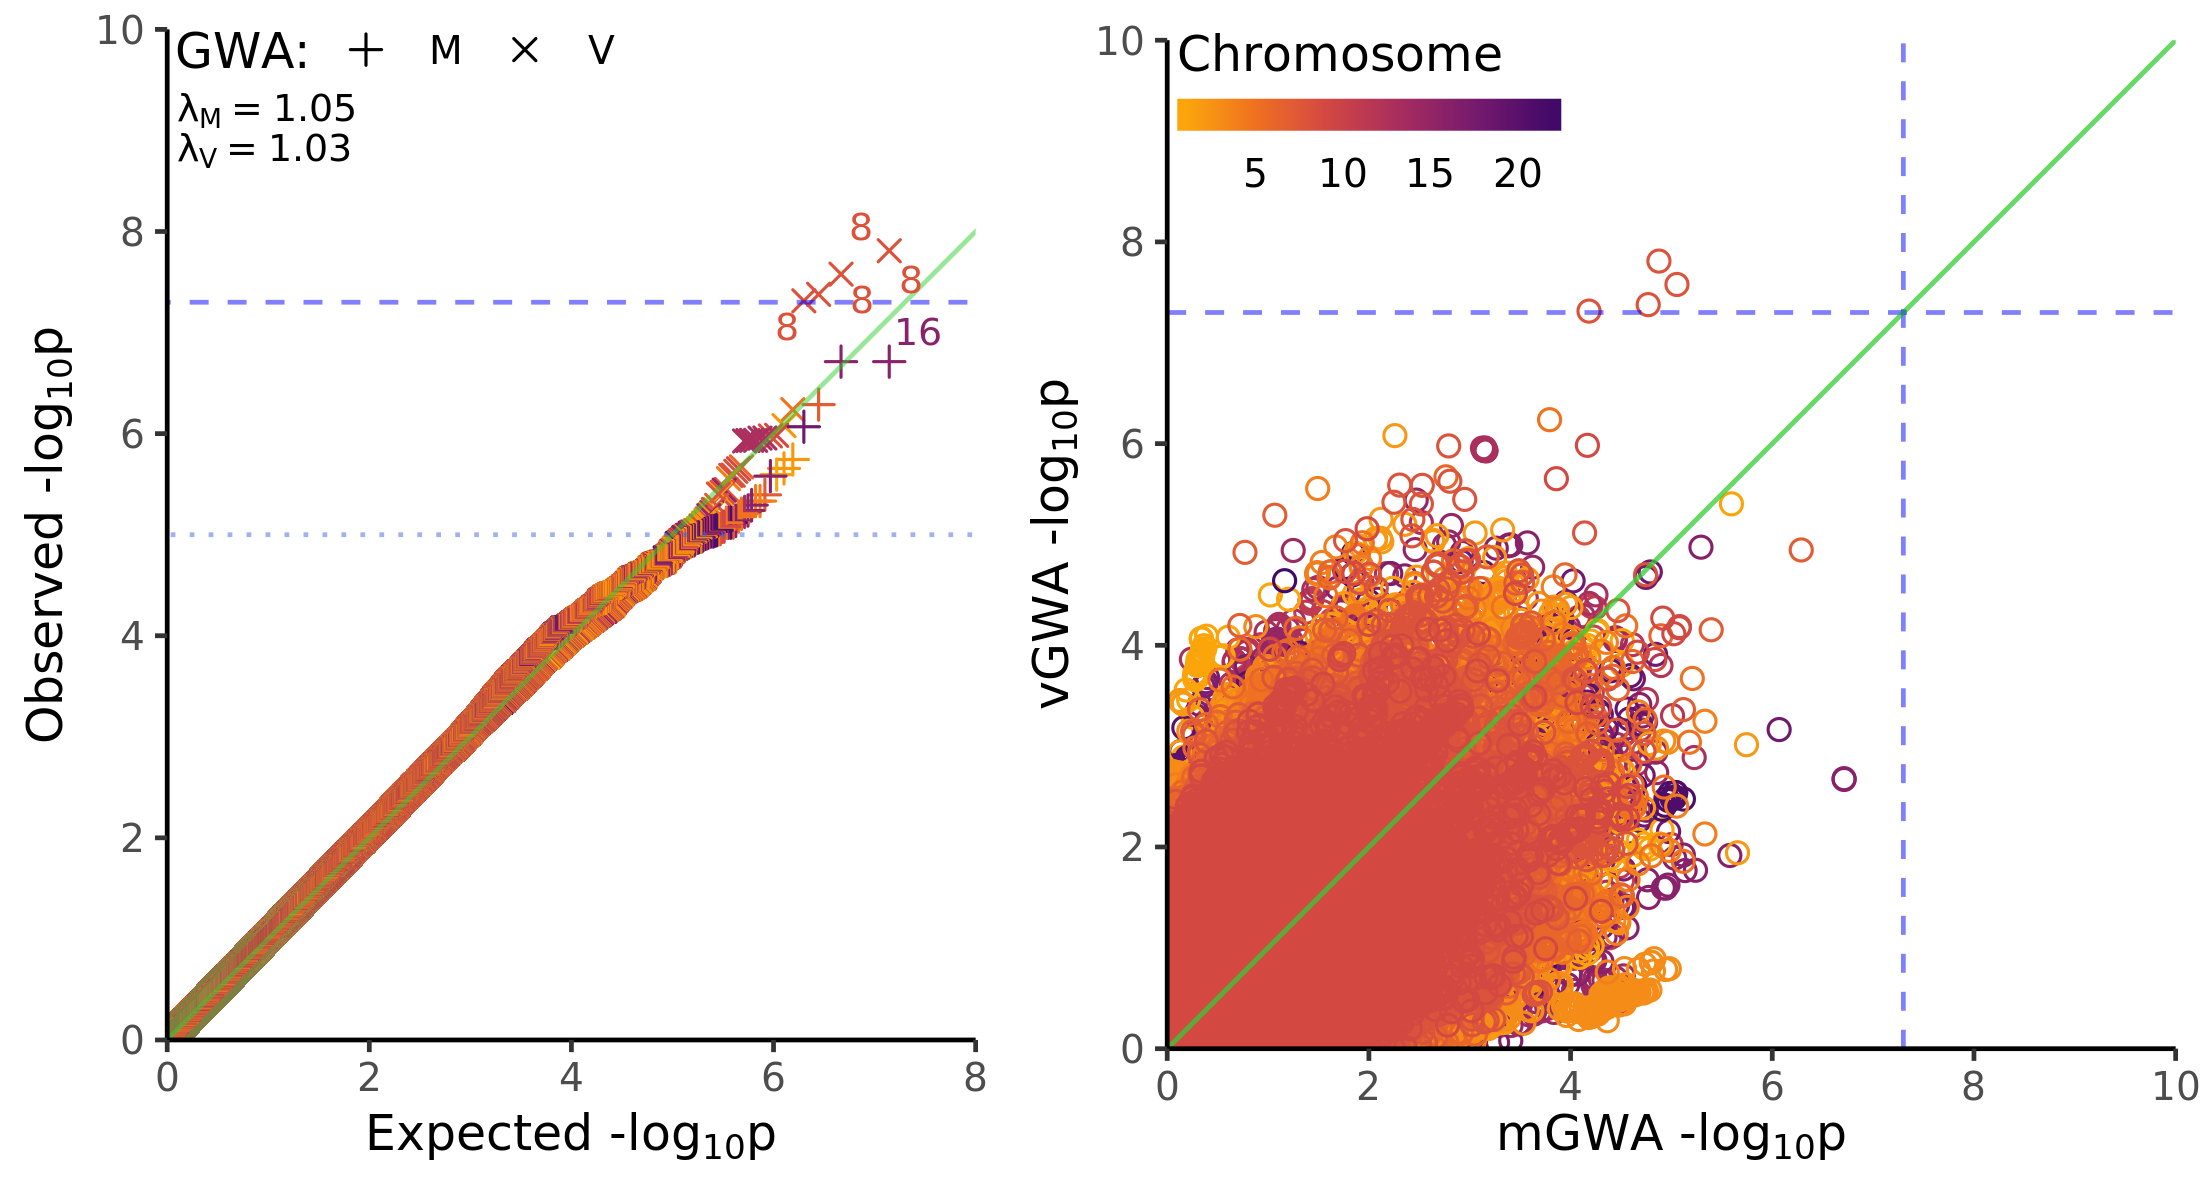 GWA: + M × V
λM = 1.05
λV = 1.03
10
8
6
4
2
0
8
8
8
8
16
0 2 4 6 8
Observed -log10p
Expected -log10p
Chromosome
5 10 15 20
10
8
6
4
2
0
0 2 4 6 8 10
vGWA -log10p
mGWA -log10p